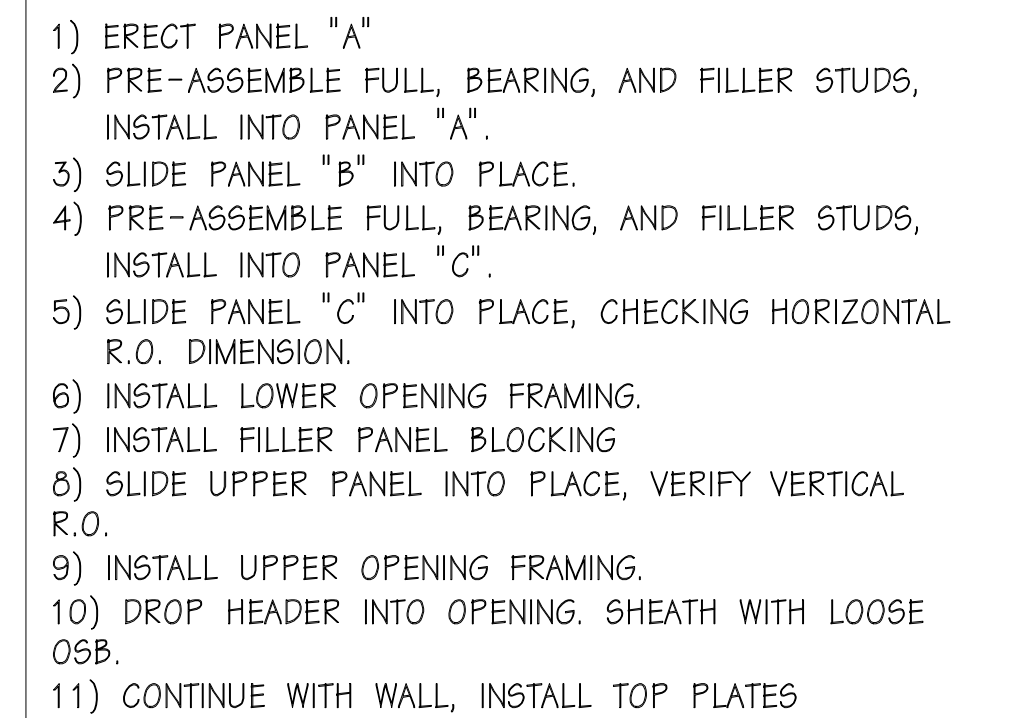 1) ERECT PANEL "A"
2) PRE-ASSEMBLE FULL, BEARING, AND FILLER STUDS,
INSTALL INTO PANEL "A".
3) SLIDE PANEL "B" INTO PLACE.
4) PRE-ASSEMBLE FULL, BEARING, AND FILLER STUDS,
INSTALL INTO PANEL "C".
5) SLIDE PANEL "C" INTO PLACE, CHECKING HORIZONTAL
R.O. DIMENSION.
6) INSTALL LOWER OPENING FRAMING.
7) INSTALL FILLER PANEL BLOCKING
8) SLIDE UPPER PANEL INTO PLACE, VERIFY VERTICAL
R.O.
9) INSTALL UPPER OPENING FRAMING.
10) DROP HEADER INTO OPENING. SHEATH WITH LOOSE
OSB.
11) CONTINUE WITH WALL, INSTALL TOP PLATES